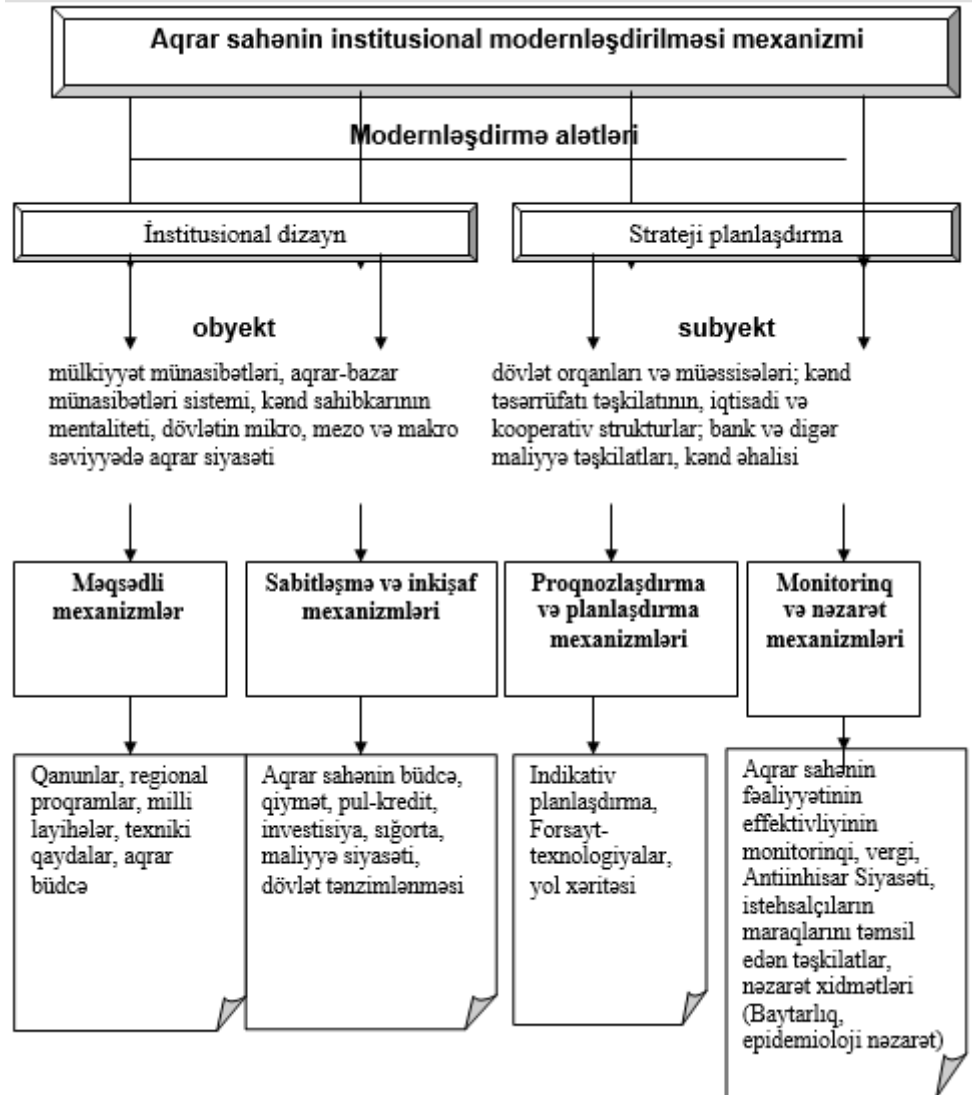 Aqrar sahənin institusional modernləşdirilməsi mexanizmi
Modernləşdirmə alətləri
İnstitusional dizayn
Strateji planlaşdırma
obyekt
mülkiyyət münasibətləri, aqrar-bazar
münasibətləri sistemi, kənd sahibkarının
mentaliteti, dövlətin mikro, mezo və makro
səviyyədə aqrar siyasəti
subyekt
dövlət orqanları və müəssisələri; kənd
təsərrüfatı təşkilatının, iqtisadi və
kooperativ strukturlar; bank və digər
maliyyə təşkilatları, kənd əhalisi
Məqsədli
mexanizmlər
Sabitləşmə və inkişaf
mexanizmləri
Proqnozlaşdırma
və planlaşdırma
mexanizmləri
Monitorinq
və nəzarət
mexanizmləri
Qanunlar, regional
proqramlar, milli
layihələr, texniki
qaydalar, aqrar
büdcə
Aqrar sahənin büdcə,
qiymət, pul-kredit,
investisiya, sığorta,
maliyyə siyasəti,
dövlət tənzimlənməsi
Indikativ
planlaşdırma,
Forsayt-
texnologiyalar,
yol xəritəsi
Aqrar sahənin
fəaliyyətinin
effektivliyinin
monitorinqi, vergi,
Antiinhisar Siyasəti,
istehsalçıların
maraqlarını təmsil
edən təşkilatlar,
nəzarət xidmətləri
(Baytarlıq,
epidemioloji nəzarət)